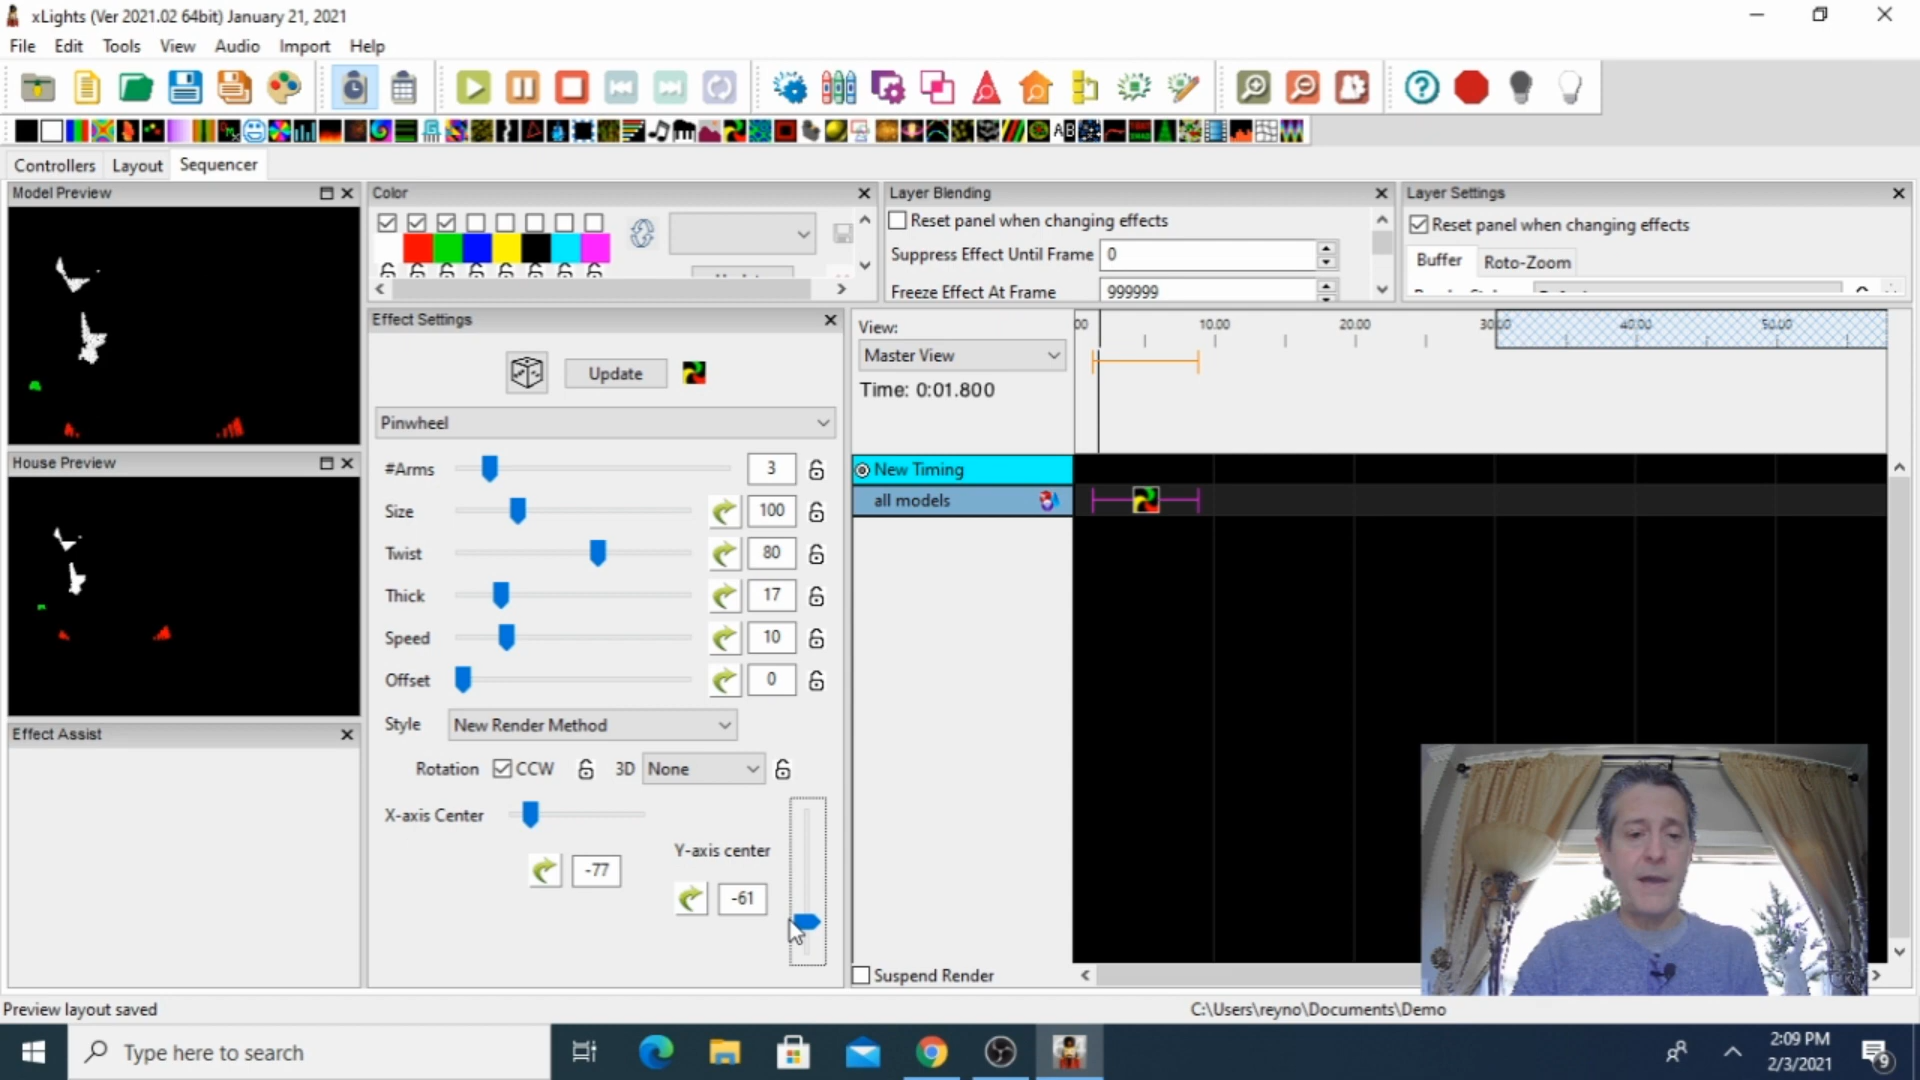 xLights (Ver 2021.02 64bit) January 21, 2021
File Edit Tools View Audio Import Help
Controllers Layout Sequencer
Model Preview
Color
Layer Blending
Reset panel when changing effects
Suppress Effect Until Frame 0
Freeze Effect At Frame 999999
Layer Settings
Reset panel when changing effects
Buffer Roto-Zoom
House Preview
Effect Assist
Effect Settings
Update
Pinwheel
#Arms 3
Size 100
Twist 80
Thick 17
Speed 10
Offset 0
Style New Render Method
Rotation CCW 3D None
X-axis Center
-77
Y-axis center
-61
View:
Master View
Time: 0:01.800
10.00 20.00 30.00 40.00 50.00
New Timing
all models
Suspend Render
Preview layout saved
C:\Users\reyno\Documents\Demo
Type here to search
2:09 PM
2/3/2021
9